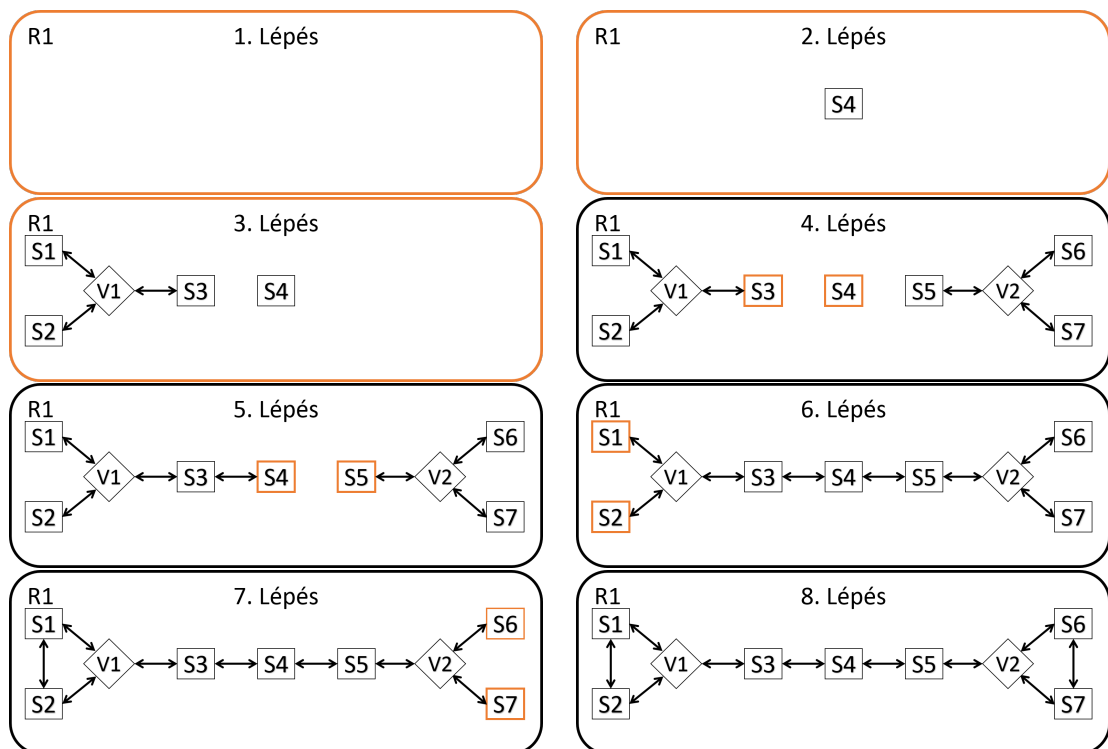 R1 1. Lépés
R1 2. Lépés
S4
R1 3. Lépés
S1
V1 S3 S4
S2
R1 4. Lépés
S1 S6
V1 S3 S4 S5 V2
S2 S7
R1 5. Lépés
S1 S6
V1 S3 S4 S5 V2
S2 S7
R1 6. Lépés
S1 S6
V1 S3 S4 S5 V2
S2 S7
R1 7. Lépés
S1 S6
V1 S3 S4 S5 V2
S2 S7
R1 8. Lépés
S1 S6
V1 S3 S4 S5 V2
S2 S7